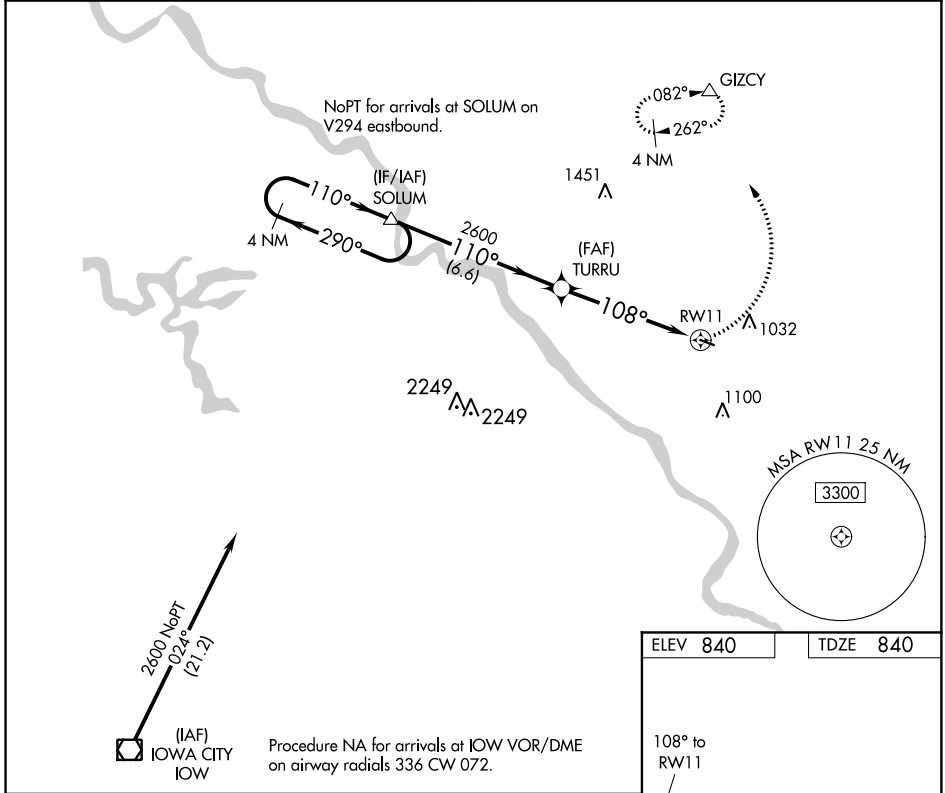 GIZCY
082°
262°
4 NM
NoPT for arrivals at SOLUM on
V294 eastbound.
1451
(IF/IAF)
SOLUM
110°
290°
4 NM
2600
110°
(6.6)
(FAF)
TURRU
108°
RW11
1032
2249
2249
1100
MSA RW11 25 NM
3300
2600 NoPT
024°
(21.2)
(IAF)
IOWA CITY
IOW
Procedure NA for arrivals at IOW VOR/DME
on airway radials 336 CW 072.
ELEV 840
TDZE 840
108° to
RW11